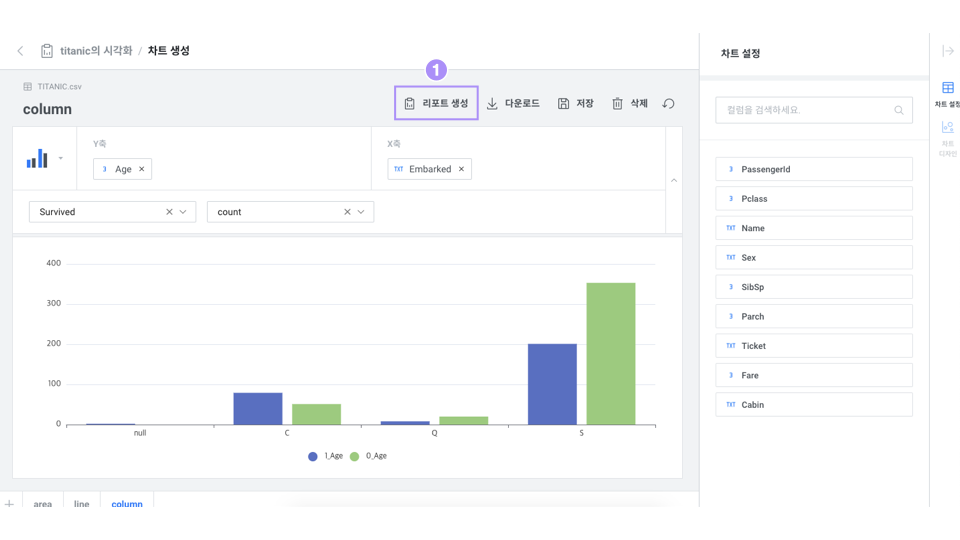 titanic의 시각화 / 차트 생성
차트 설정
1
TITANIC.csv
column
리포트 생성
다운로드
저장
삭제
Y축
3 Age ×
X축
TXT Embarked ×
Survived
count
400
300
200
100
0
null
C
Q
S
1_Age
0_Age
area
line
column
컬럼을 검색하세요.
3 PassengerId
3 Pclass
TXT Name
TXT Sex
3 SibSp
3 Parch
TXT Ticket
3 Fare
TXT Cabin
차트 설정
차트
디자인